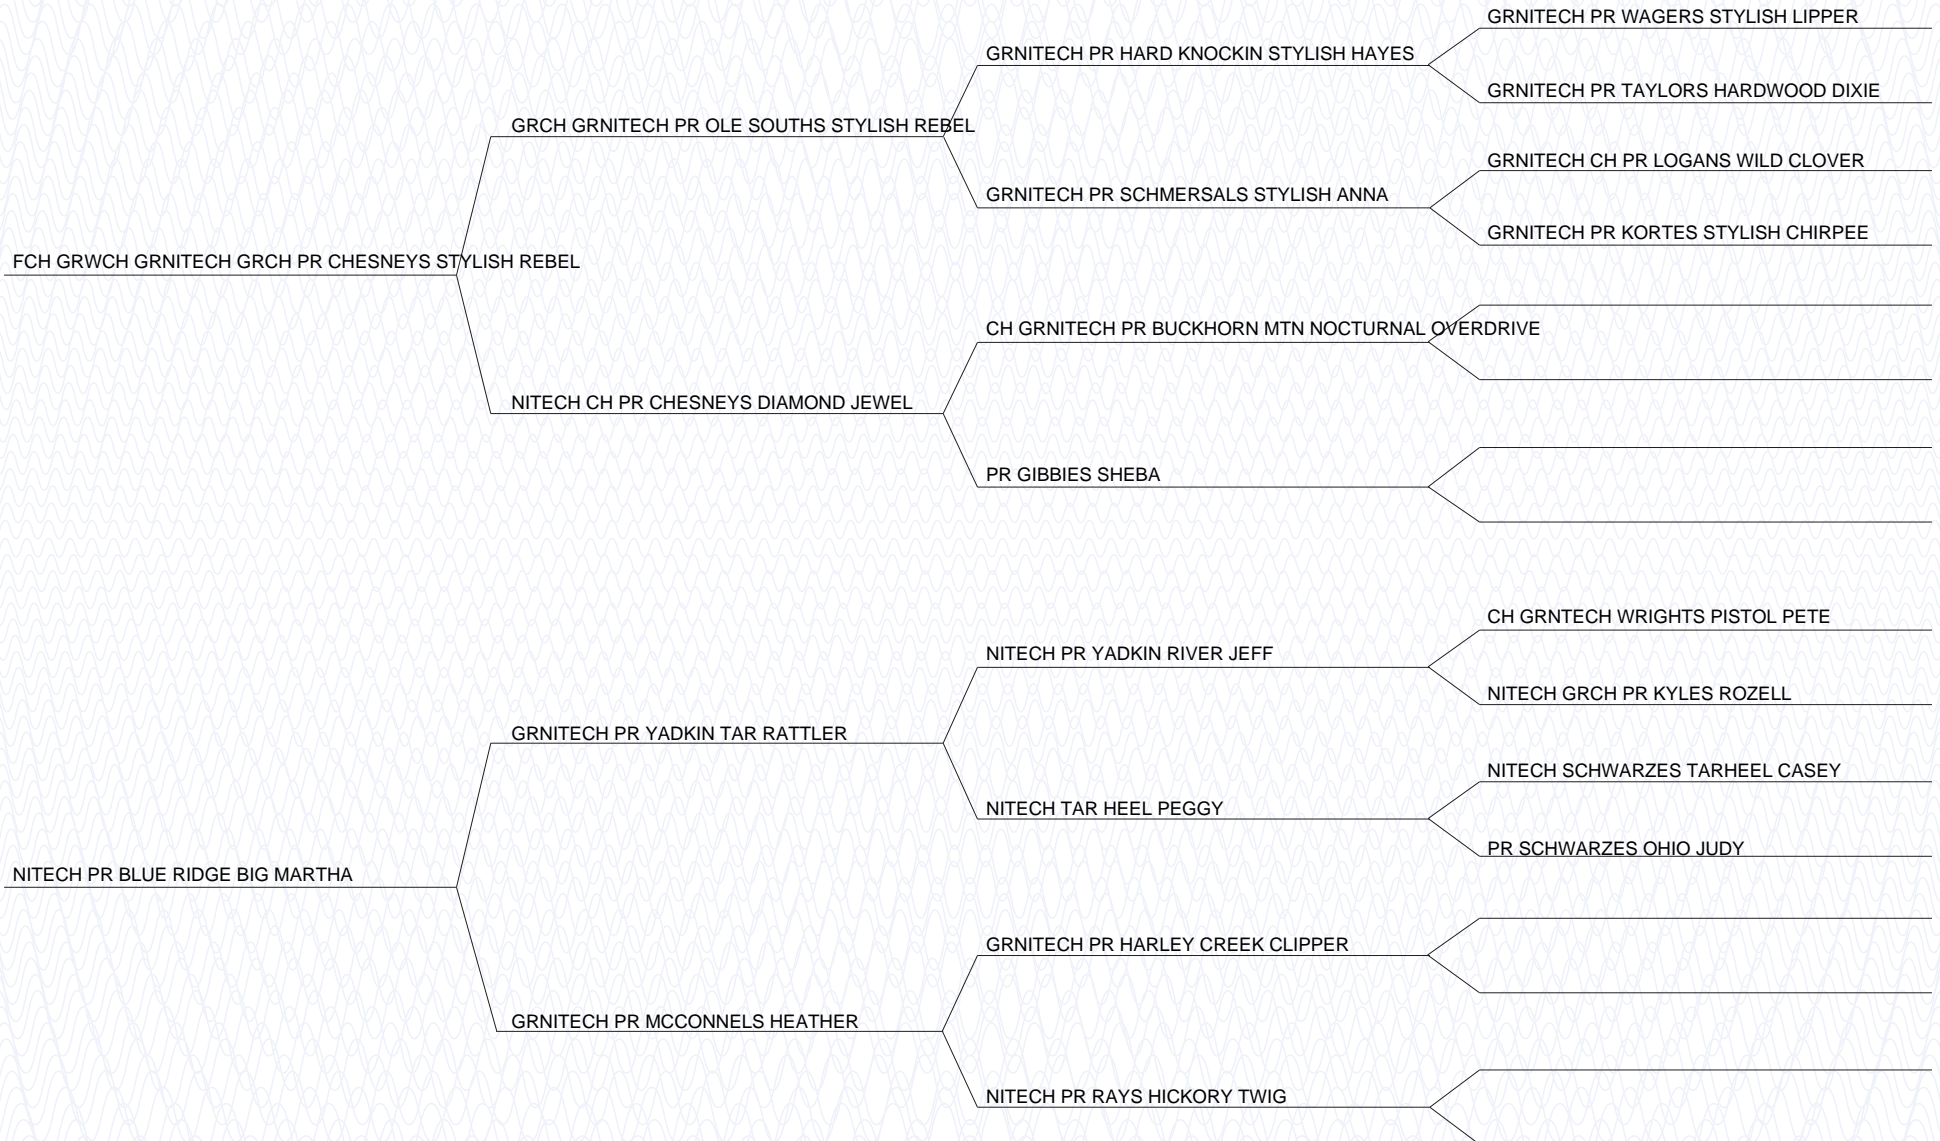 GRNITECH PR WAGERS STYLISH LIPPER
GRNITECH PR HARD KNOCKIN STYLISH HAYES
GRNITECH PR TAYLORS HARDWOOD DIXIE
GRCH GRNITECH PR OLE SOUTHS STYLISH REBEL
GRNITECH CH PR LOGANS WILD CLOVER
GRNITECH PR SCHMERSALS STYLISH ANNA
GRNITECH PR KORTES STYLISH CHIRPEE
FCH GRWCH GRNITECH GRCH PR CHESNEYS STYLISH REBEL
CH GRNITECH PR BUCKHORN MTN NOCTURNAL OVERDRIVE
NITECH CH PR CHESNEYS DIAMOND JEWEL
PR GIBBIES SHEBA
CH GRNTECH WRIGHTS PISTOL PETE
NITECH PR YADKIN RIVER JEFF
NITECH GRCH PR KYLES ROZELL
GRNITECH PR YADKIN TAR RATTLER
NITECH SCHWARZES TARHEEL CASEY
NITECH TAR HEEL PEGGY
PR SCHWARZES OHIO JUDY
NITECH PR BLUE RIDGE BIG MARTHA
GRNITECH PR HARLEY CREEK CLIPPER
GRNITECH PR MCCONNELS HEATHER
NITECH PR RAYS HICKORY TWIG